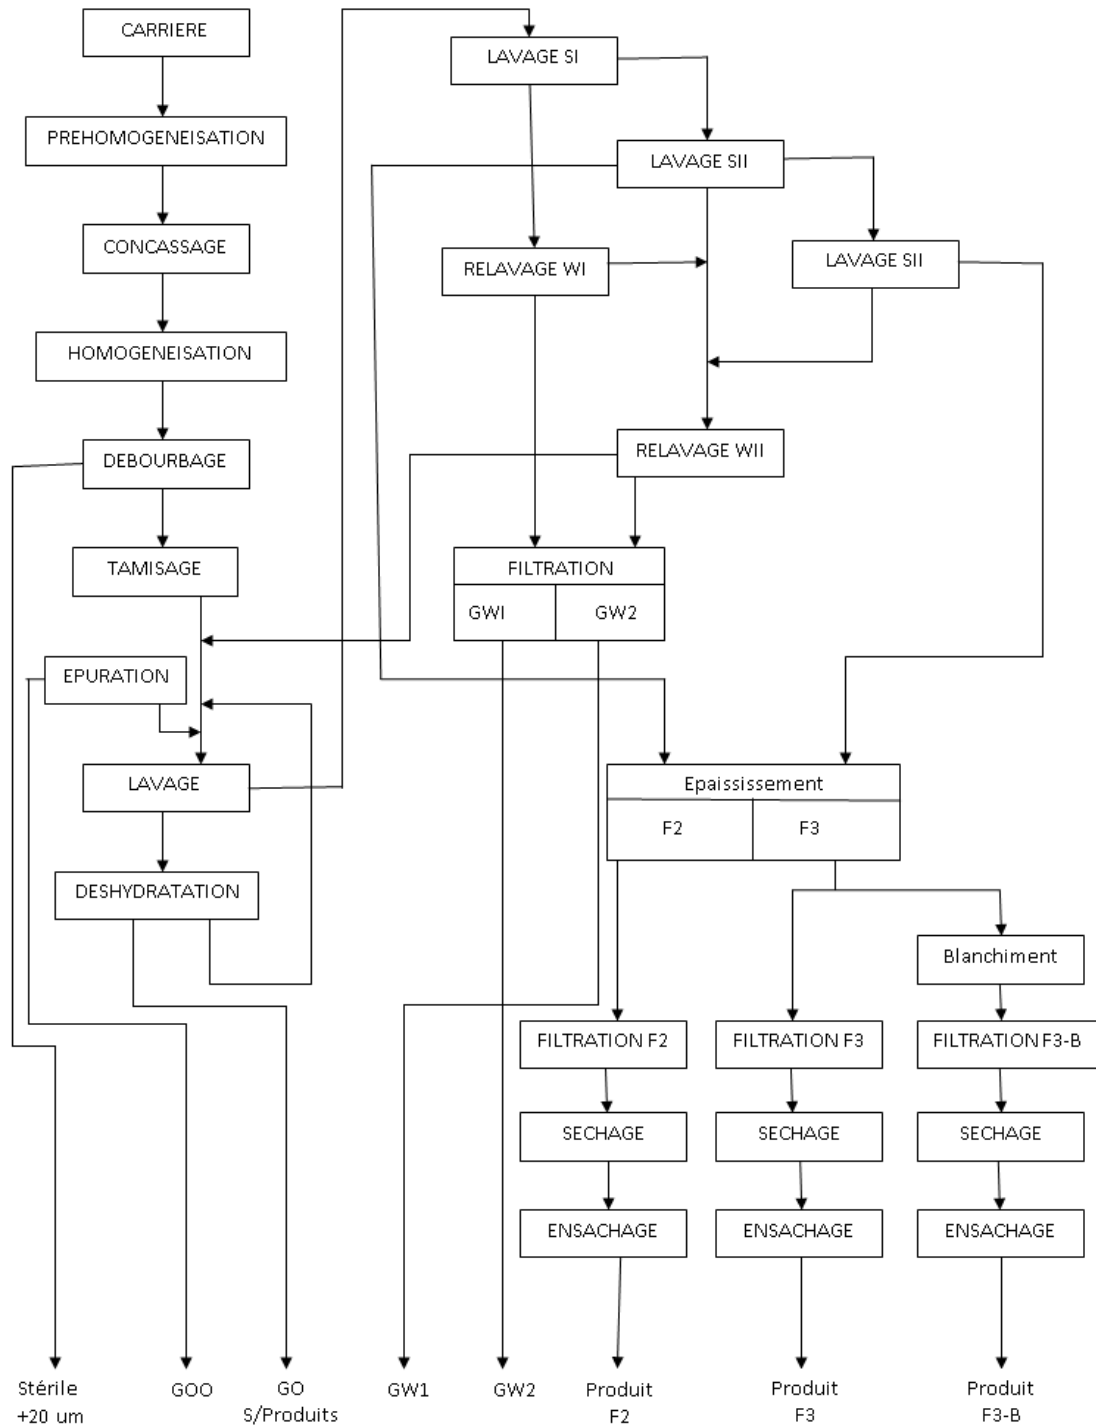 CARRIERE
PREHOMOGENEISATION
CONCASSAGE
HOMOGENEISATION
DEBOURBAGE
TAMISAGE
EPURATION
LAVAGE
DESHYDRATATION
LAVAGE SI
LAVAGE SII
LAVAGE SII
RELAVAGE WI
RELAVAGE WII
FILTRATION
GWI GW2
Epaississement
F2 F3
Blanchiment
FILTRATION F2 FILTRATION F3 FILTRATION F3-B
SECHAGE SECHAGE SECHAGE
ENSACHAGE ENSACHAGE ENSACHAGE
Stérile
+20 um
GOO
GO
S/Produits
GW1
GW2
Produit
F2
Produit
F3
Produit
F3-B